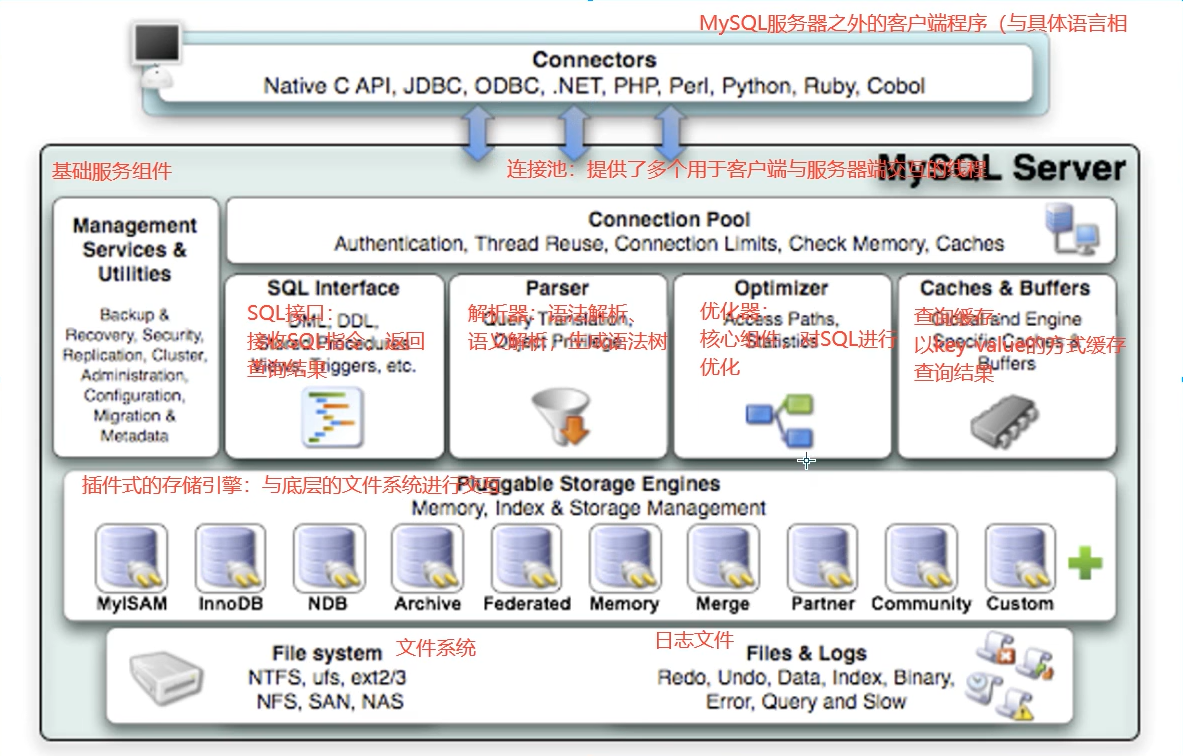 MySQL服务器之外的客户端程序（与具体语言相
Connectors
Native C API, JDBC, ODBC, .NET, PHP, Perl, Python, Ruby, Cobol
基础服务组件
连接池：提供了多个用于客户端与服务器端交互的线程
MySQL Server
Management
Services &
Utilities
Backup &
Recovery, Security,
Replication, Cluster,
Administration,
Configuration,
Migration &
Metadata
Connection Pool
Authentication, Thread Reuse, Connection Limits, Check Memory, Caches
SQL Interface
DML, DDL,
Stored Procedures
Views, Triggers, etc.
SQL接口：
接收SQL指令，返回
查询结果
Parser
Query Translation,
Object Privilege
解析器：语法解析、
语义解析，生成语法树
Optimizer
Access Paths,
Statistics
优化器：
核心组件，对SQL进行
优化
Caches & Buffers
Global and Engine
Specific Caches &
Buffers
查询缓存：
以key-value的方式缓存
查询结果
插件式的存储引擎：与底层的文件系统进行交互
Pluggable Storage Engines
Memory, Index & Storage Management
MyISAM
InnoDB
NDB
Archive
Federated
Memory
Merge
Partner
Community
Custom
File system
文件系统
NTFS, ufs, ext2/3
NFS, SAN, NAS
日志文件
Files & Logs
Redo, Undo, Data, Index, Binary,
Error, Query and Slow